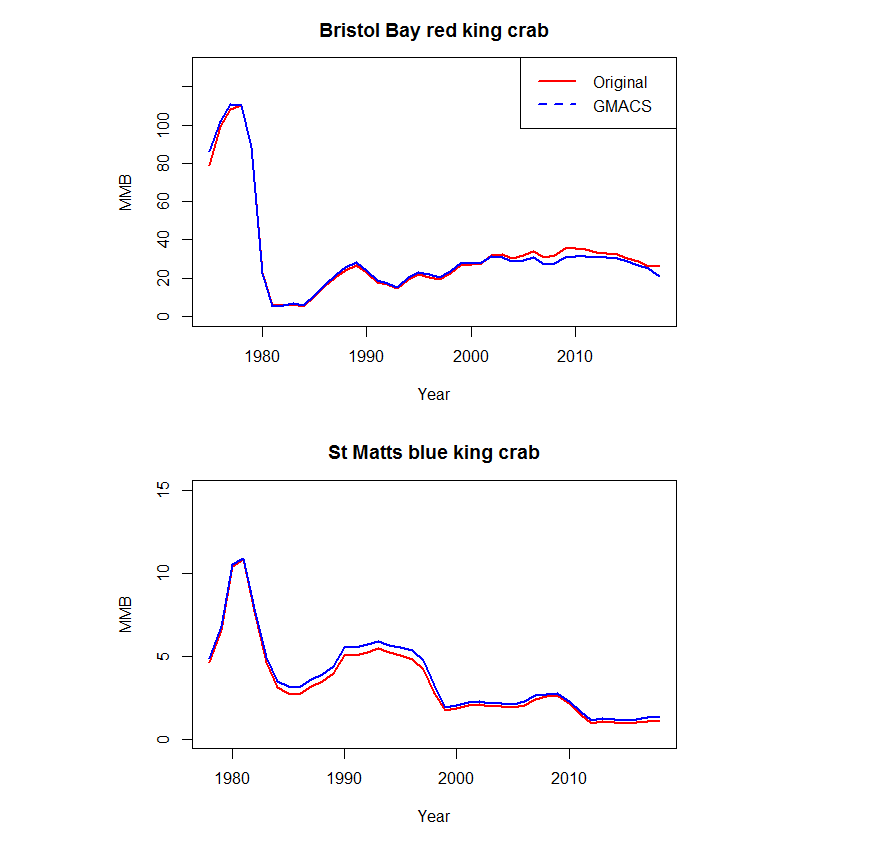 Bristol Bay red king crab
Original
GMACS
MMB
0 20 40 60 80 100
1980 1990 2000 2010
Year
St Matts blue king crab
MMB
0 5 10 15
1980 1990 2000 2010
Year